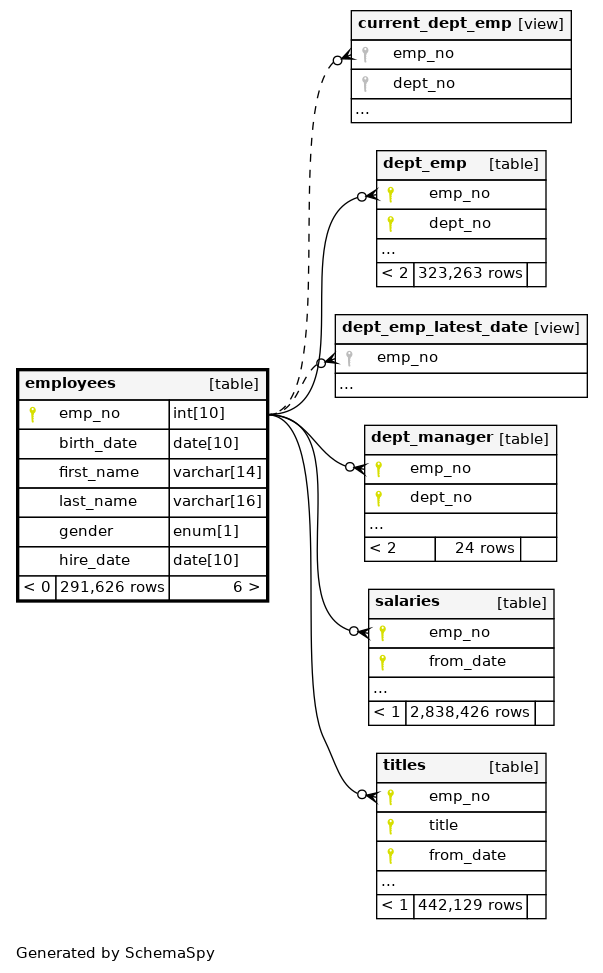 current_dept_emp [view]
emp_no
dept_no
...
dept_emp [table]
emp_no
dept_no
...
< 2 323,263 rows
dept_emp_latest_date [view]
emp_no
...
employees [table]
emp_no int[10]
birth_date date[10]
first_name varchar[14]
last_name varchar[16]
gender enum[1]
hire_date date[10]
< 0 291,626 rows 6 >
dept_manager [table]
emp_no
dept_no
...
< 2 24 rows
salaries [table]
emp_no
from_date
...
< 1 2,838,426 rows
titles [table]
emp_no
title
from_date
...
< 1 442,129 rows
Generated by SchemaSpy